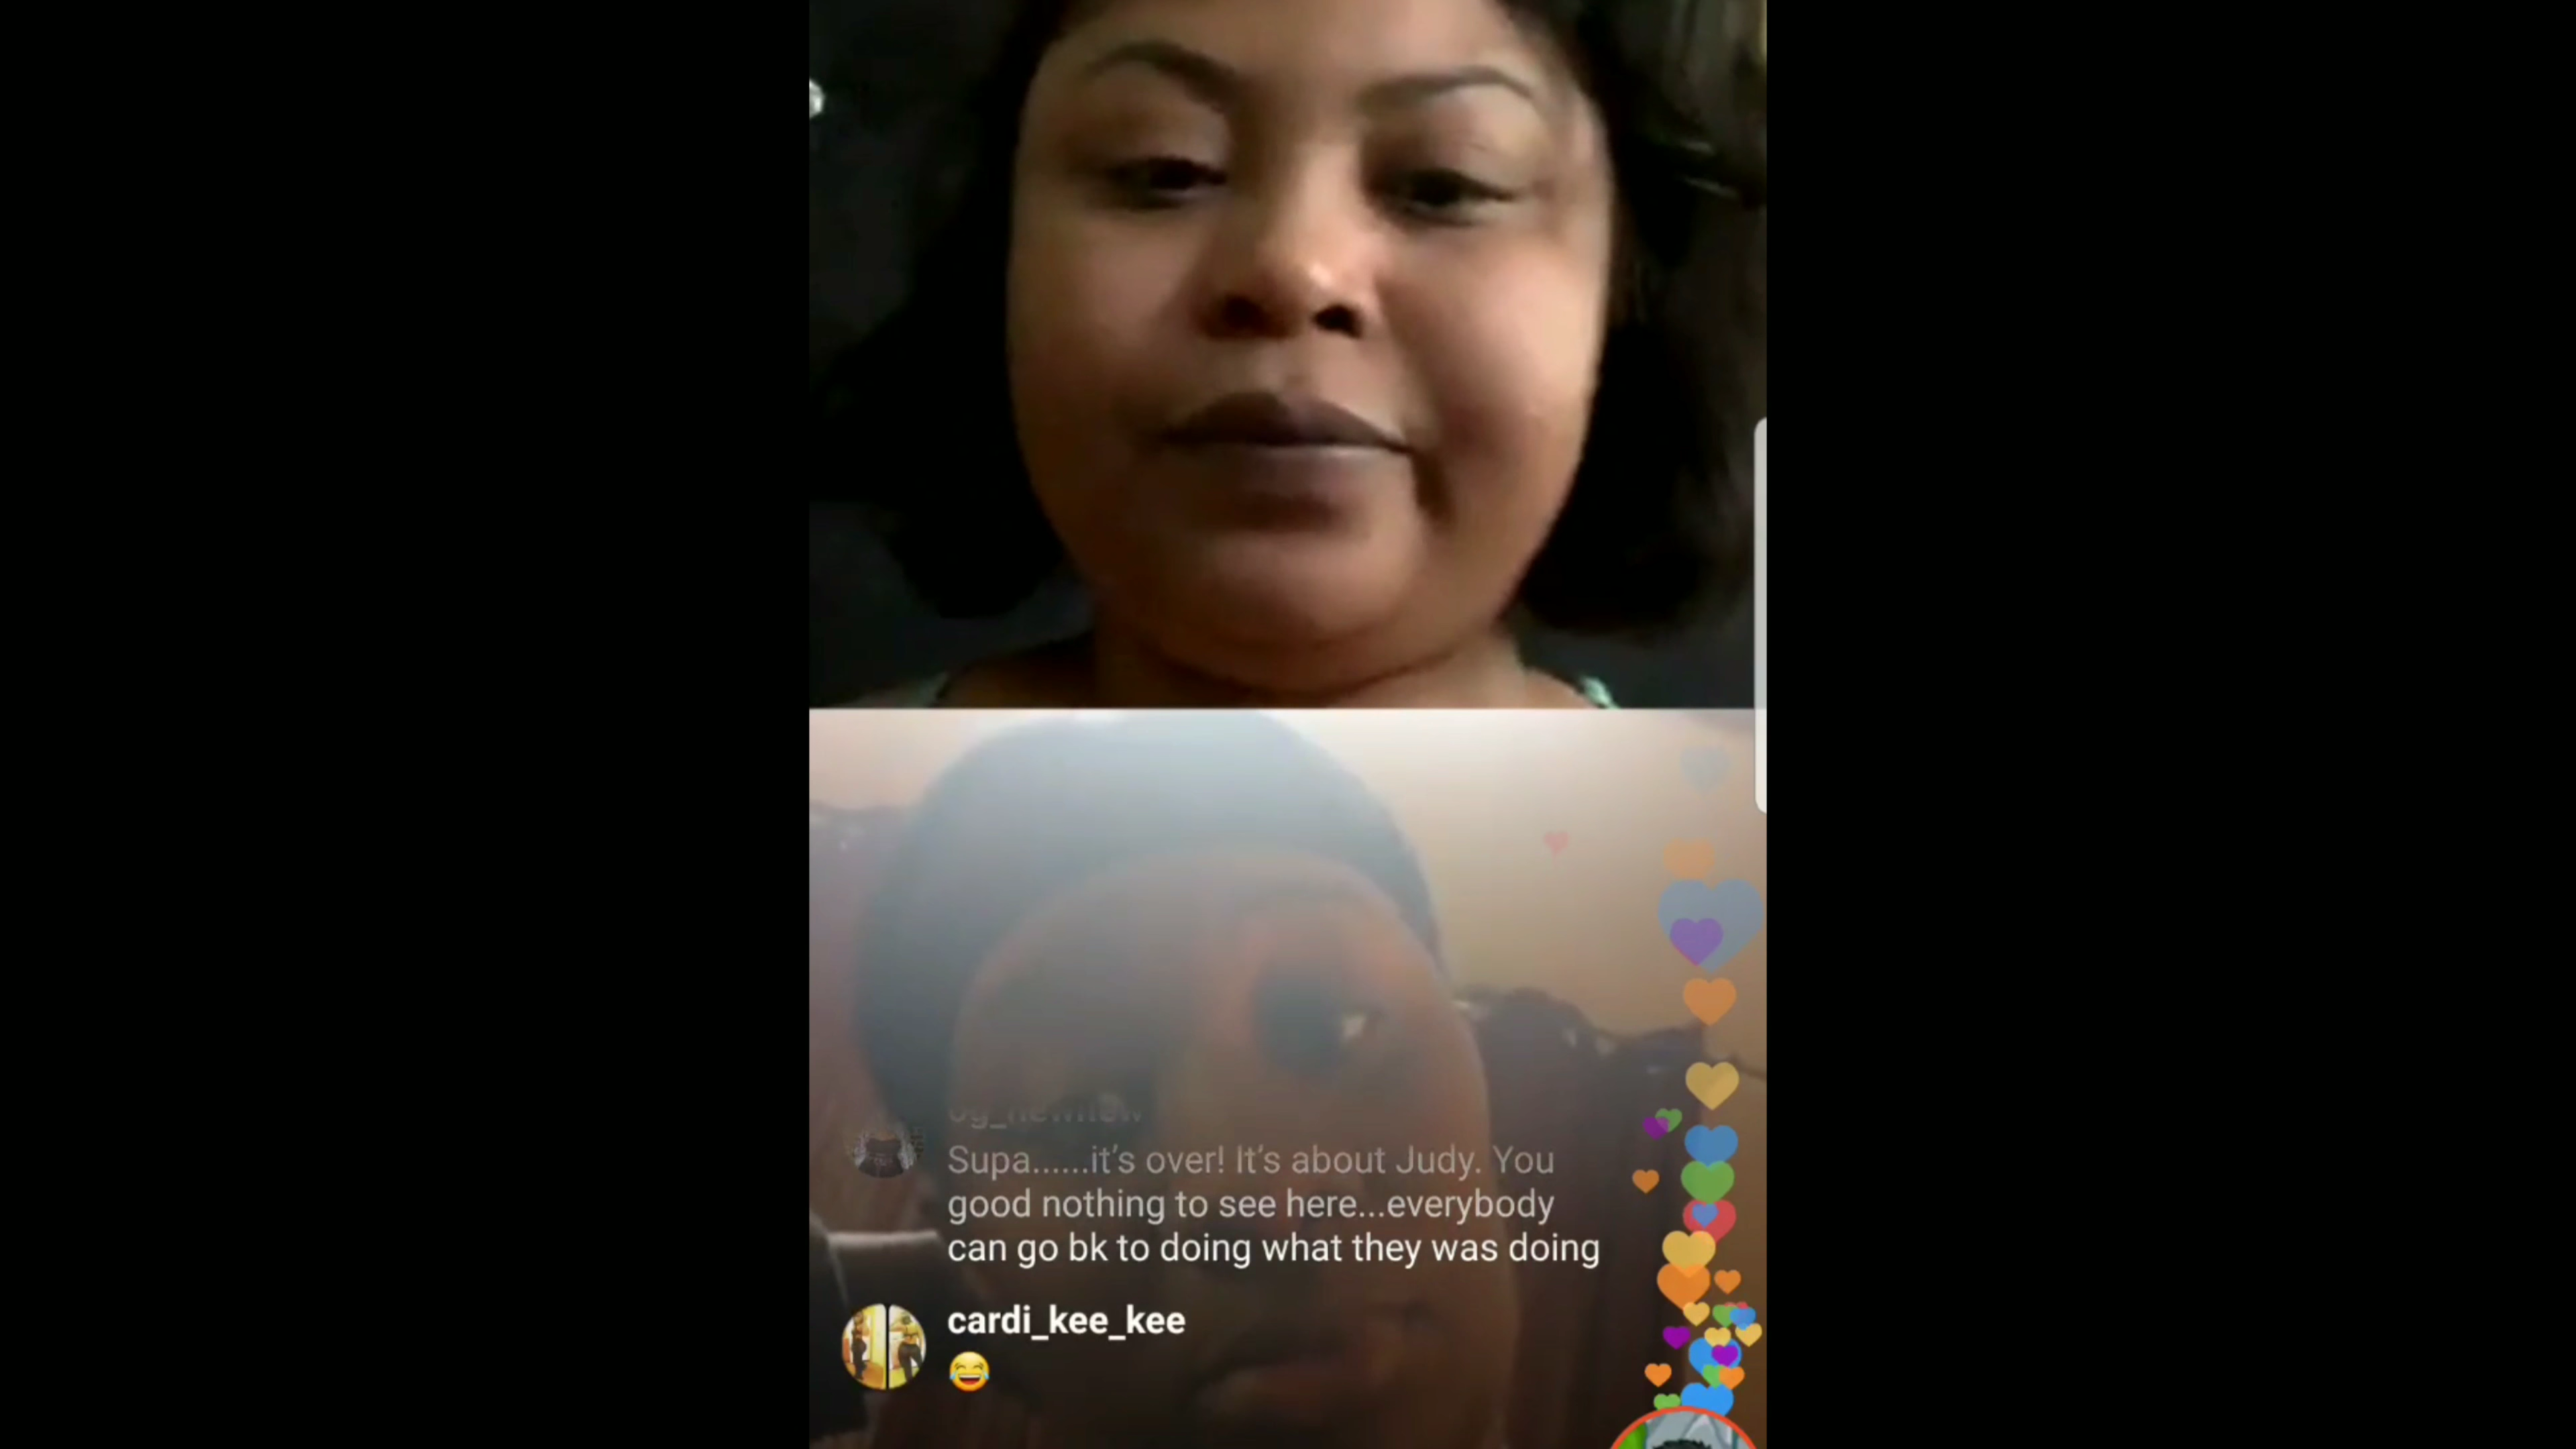 Supa......it's over! It's about Judy. You
good nothing to see here...everybody
can go bk to doing what they was doing
cardi_kee_kee
😂